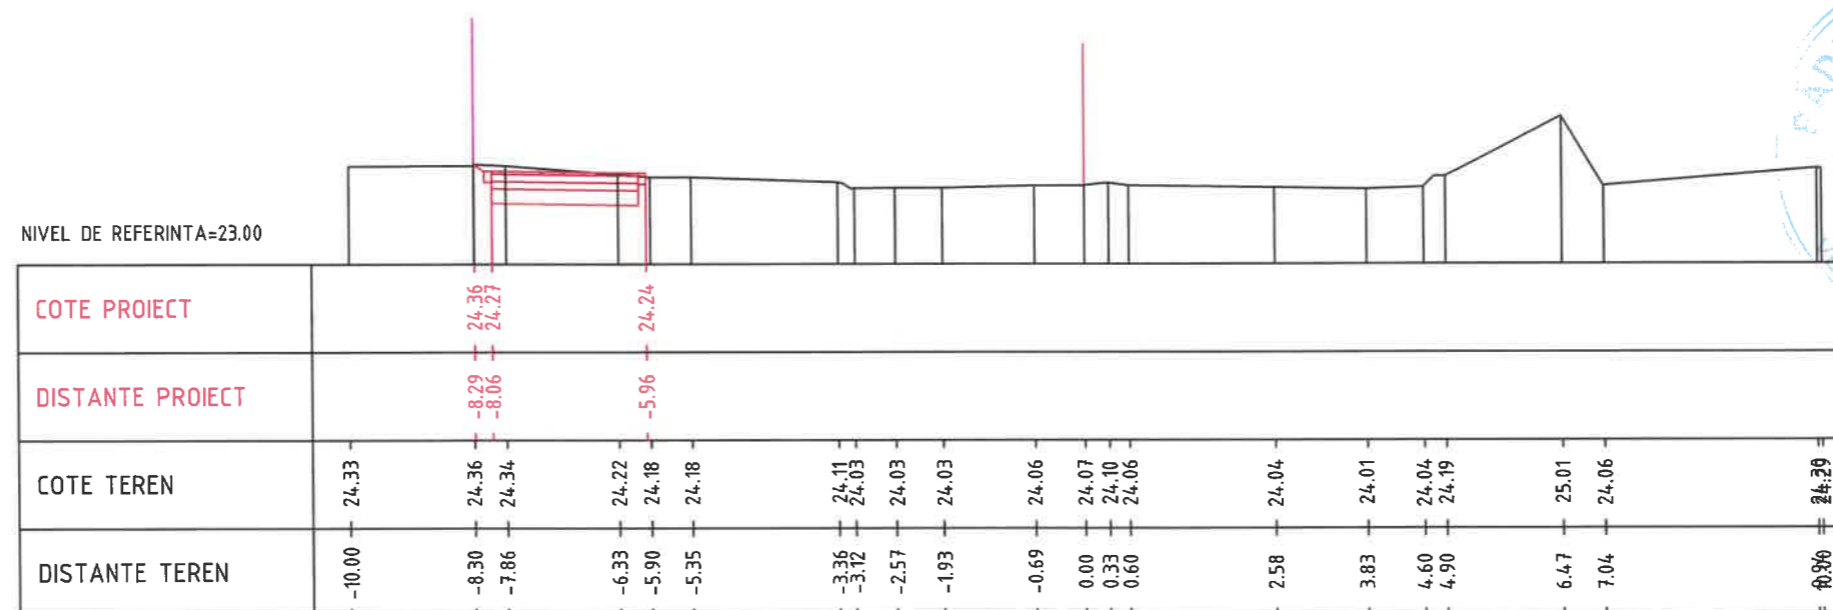 NIVEL DE REFERINTA=23.00
COTE PROIECT 24.36 24.27 24.24
DISTANTE PROIECT -8.29 -8.06 -5.96
COTE TEREN 24.33 24.36 24.34 24.22 24.18 24.18 24.11 24.03 24.03 24.03 24.06 24.07 24.10 24.06 24.04 24.01 24.04 24.19 25.01 24.06 24.29
DISTANTE TEREN -10.00 -8.30 -7.86 -6.33 -5.90 -5.35 -3.36 -3.12 -2.57 -1.93 -0.69 0.00 0.33 0.60 2.58 3.83 4.60 4.90 6.47 7.04